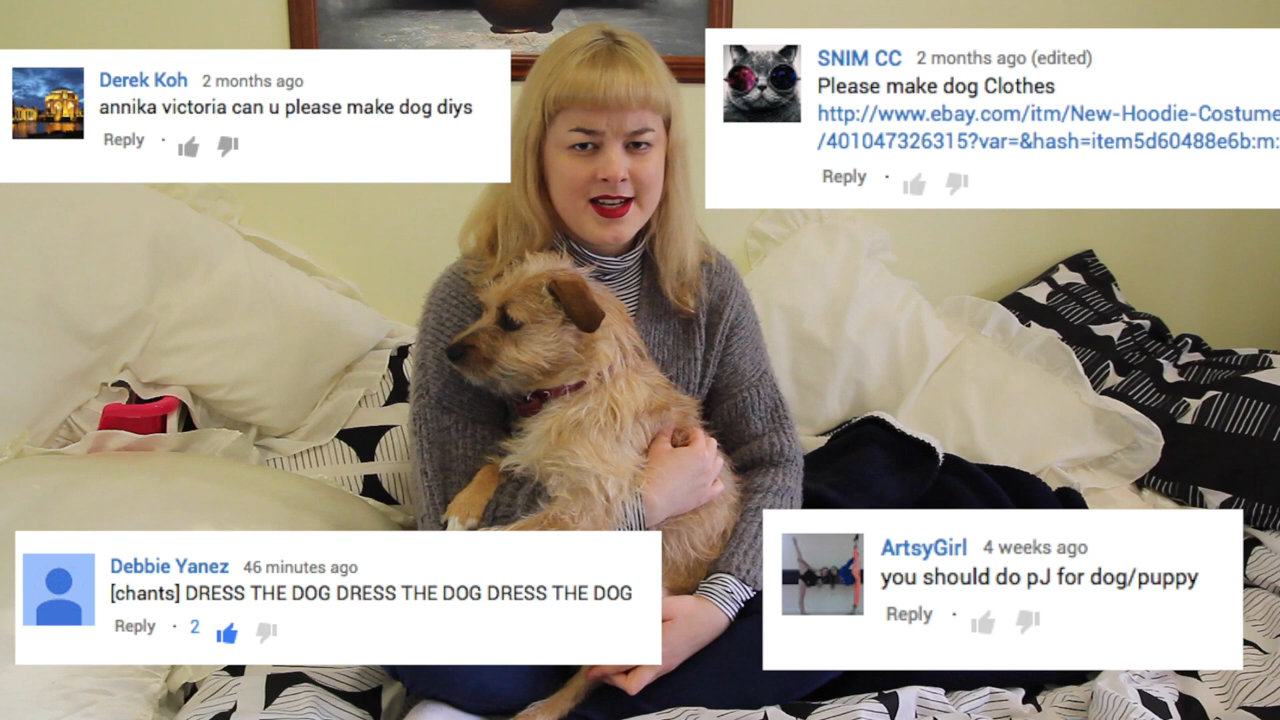 Derek Koh 2 months ago
annika victoria can u please make dog diys
Reply ·
SNIM CC 2 months ago (edited)
Please make dog Clothes
http://www.ebay.com/itm/New-Hoodie-Costume
/401047326315?var=&hash=item5d60488e6b:m:
Reply ·
Debbie Yanez 46 minutes ago
[chants] DRESS THE DOG DRESS THE DOG DRESS THE DOG
Reply · 2
ArtsyGirl 4 weeks ago
you should do pJ for dog/puppy
Reply ·